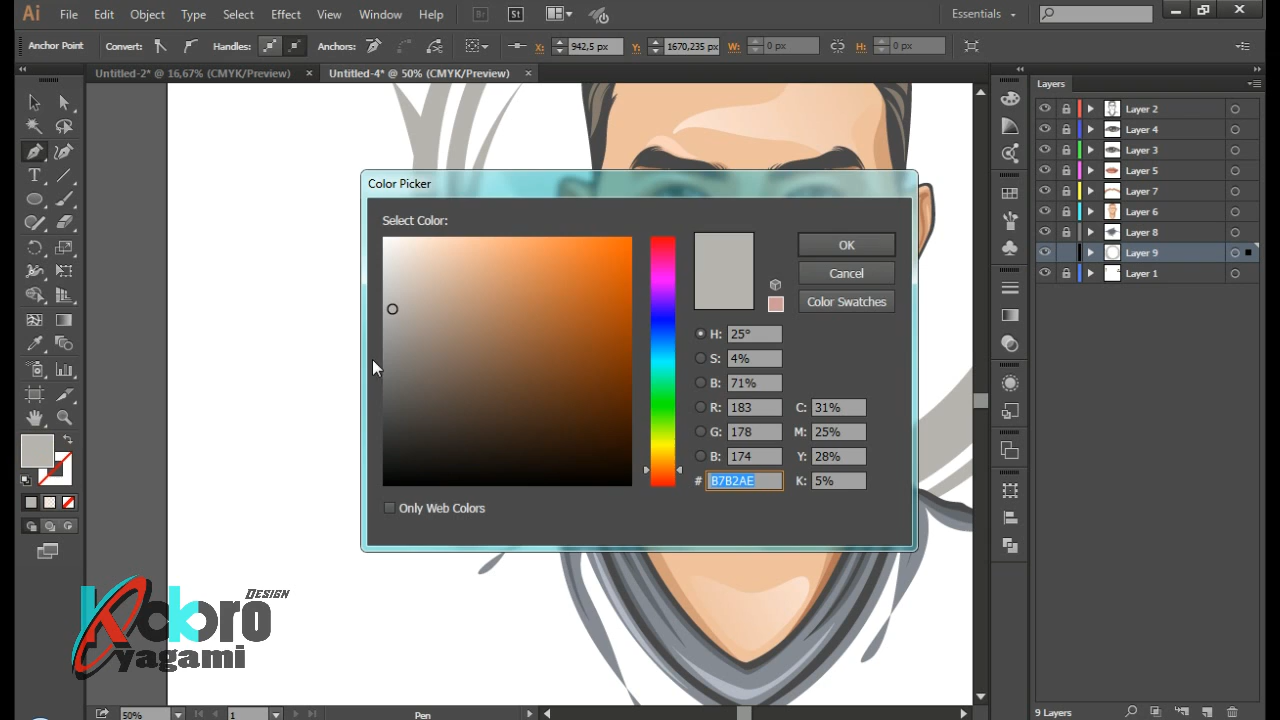 Ai File Edit Object Type Select Effect View Window Help Br St Essentials
Anchor Point Convert: Handles: Anchors: X: 942,5 px Y: 1670,235 px W: 0 px H: 0 px
Untitled-2* @ 16,67% (CMYK/Preview) × Untitled-4* @ 50% (CMYK/Preview) ×
Layers
Layer 2
Layer 4
Layer 3
Layer 5
Layer 7
Layer 6
Layer 8
Layer 9
Layer 1
Color Picker
Select Color:
OK
Cancel
Color Swatches
H: 25°
S: 4%
B: 71%
R: 183 C: 31%
G: 178 M: 25%
B: 174 Y: 28%
# B7B2AE K: 5%
Only Web Colors
Design
Kokoro
yagami
50% 1 Pen
9 Layers